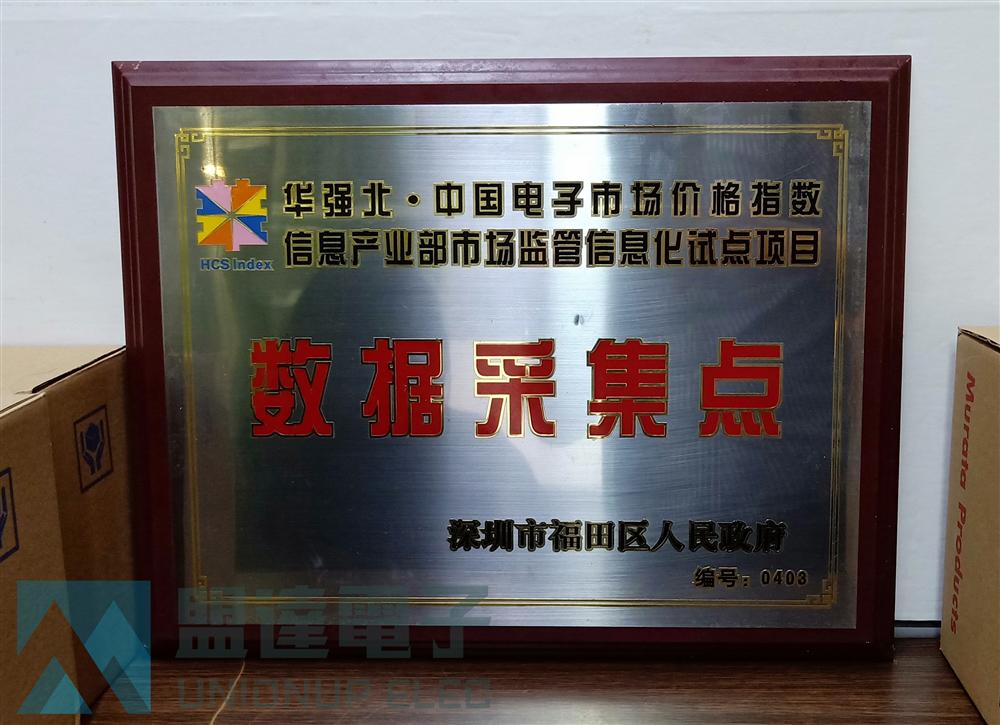 华强北·中国电子市场价格指数
信息产业部市场监管信息化试点项目
HCS Index
数据采集点
深圳市福田区人民政府
编号：0403
Murata Products
盟達電子
UNIONUP ELEC